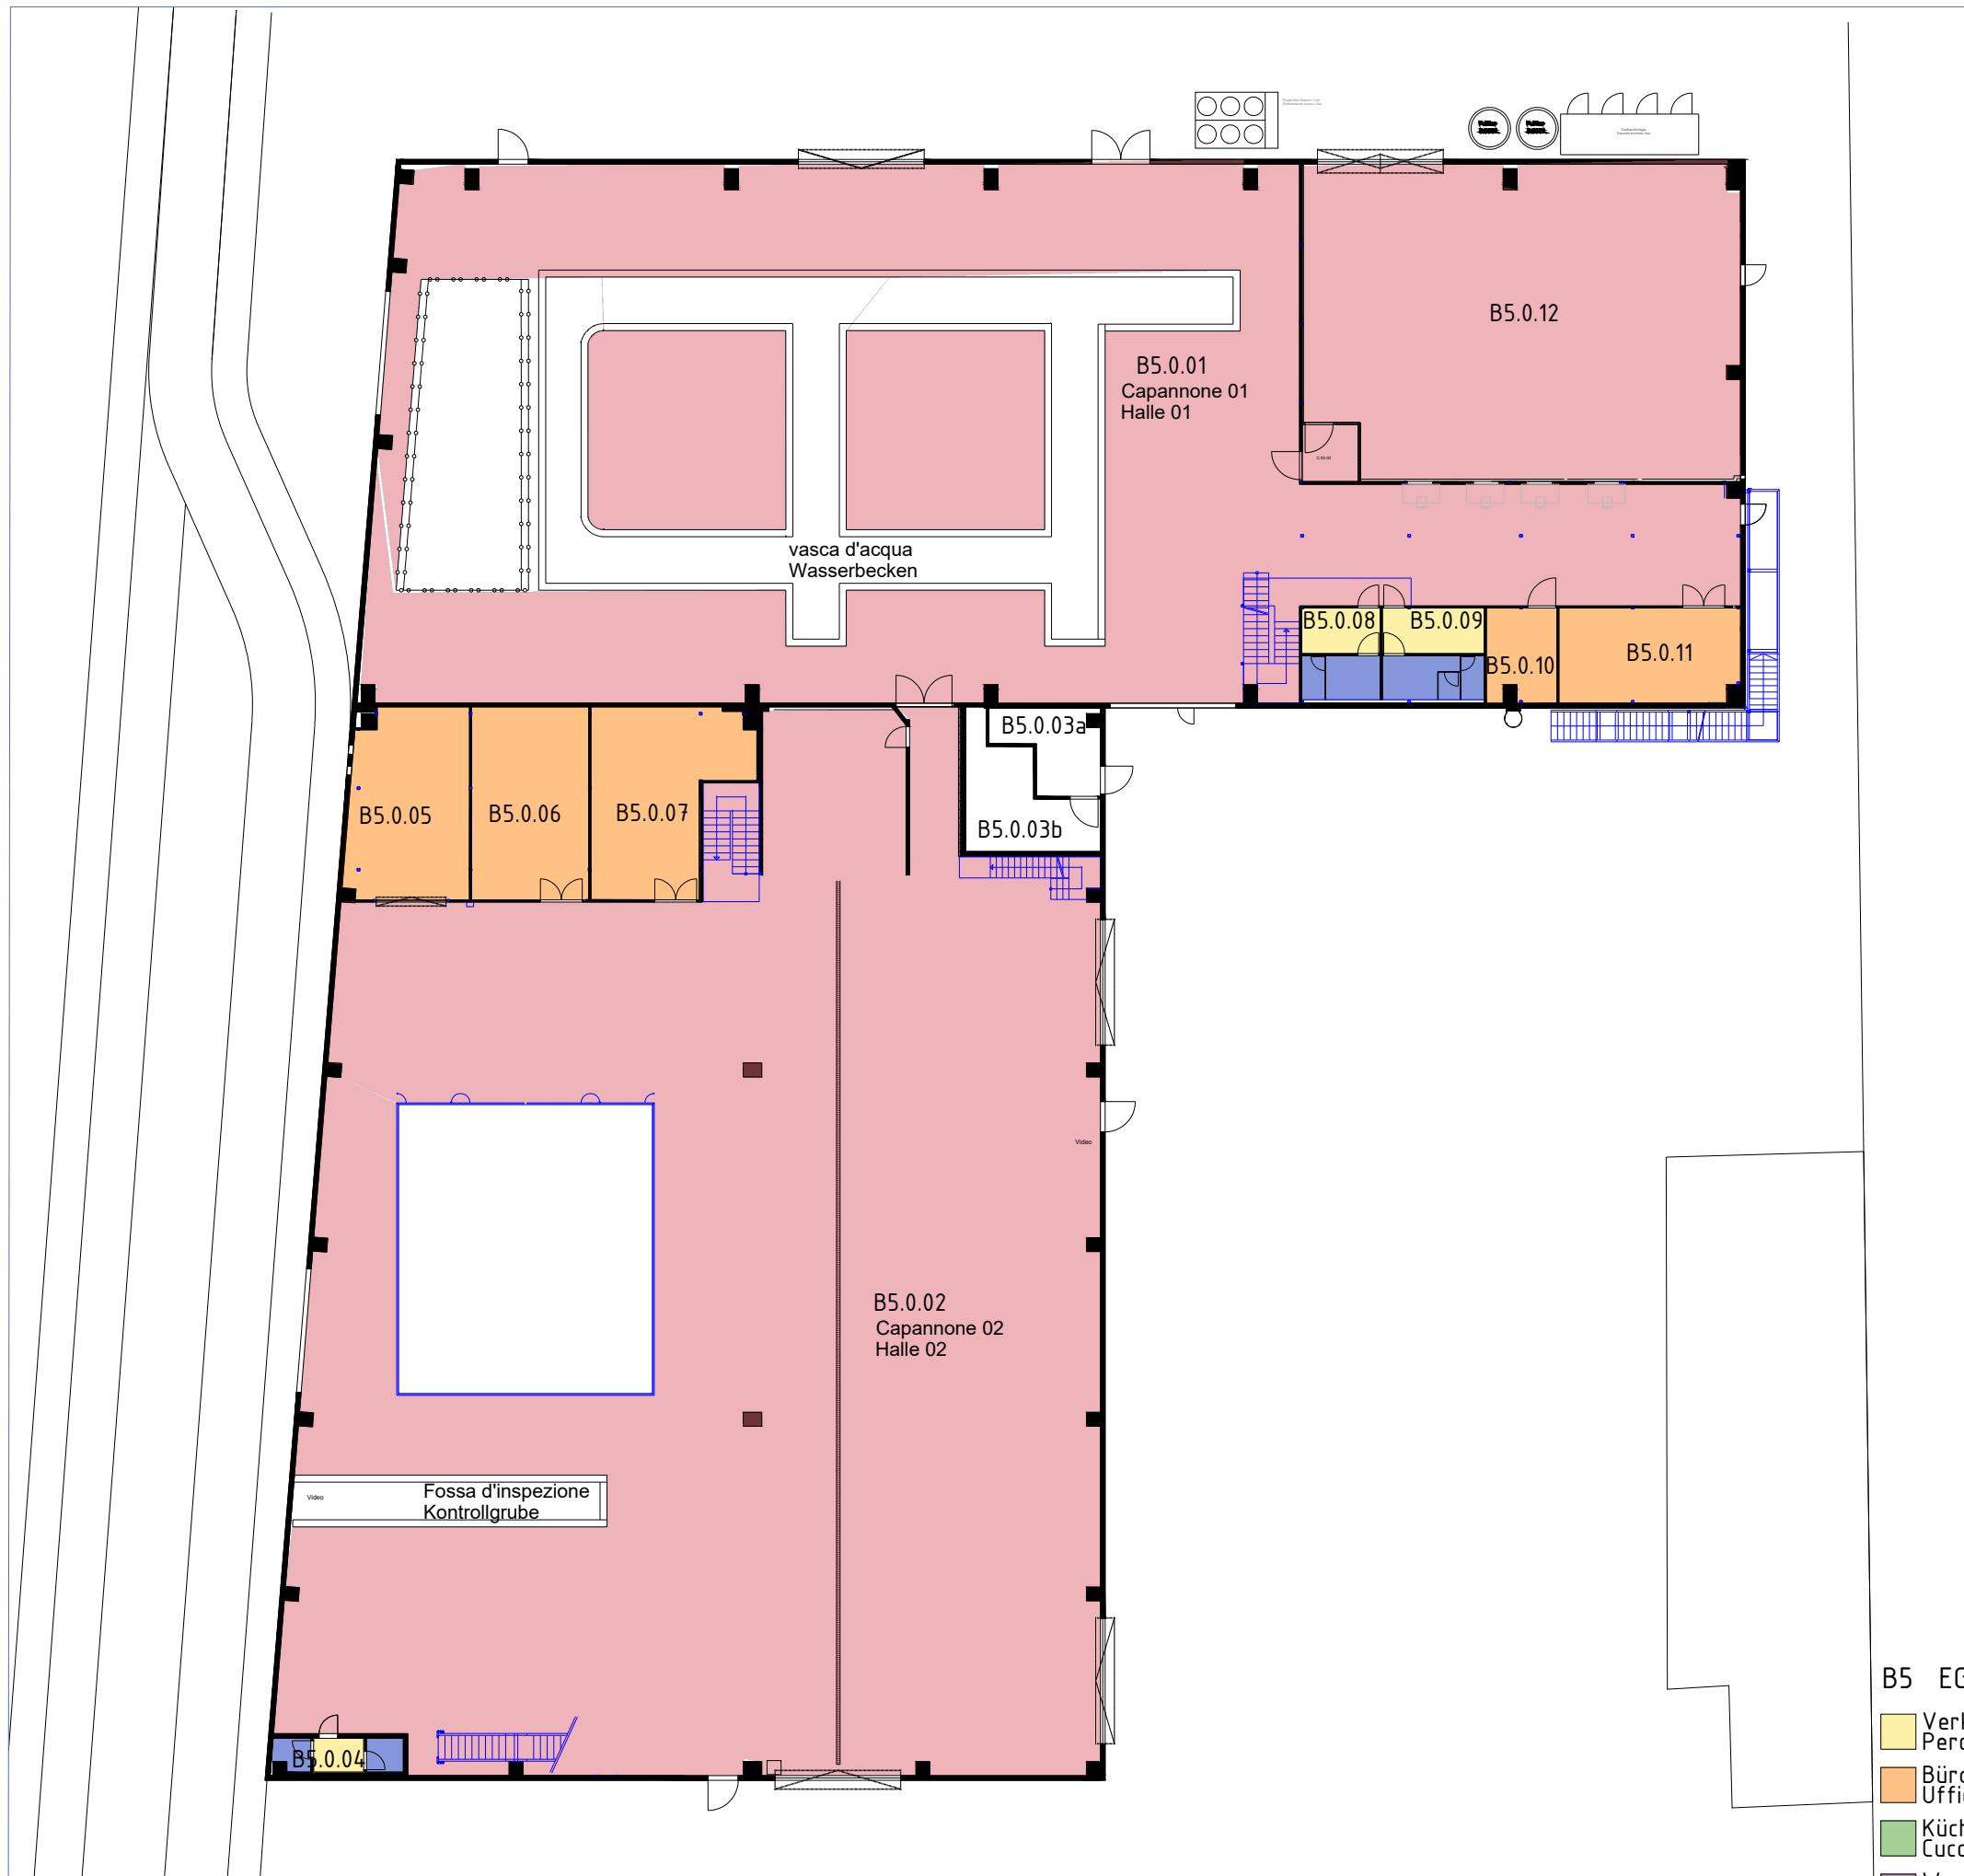 B5.0.12
B5.0.01
Capannone 01
Halle 01
vasca d'acqua
Wasserbecken
B5.0.08
B5.0.09
B5.0.10
B5.0.11
B5.0.03a
B5.0.03b
B5.0.05
B5.0.06
B5.0.07
Video
B5.0.02
Capannone 02
Halle 02
Video
Fossa d'inspezione
Kontrollgrube
B5.0.04
B5 EG